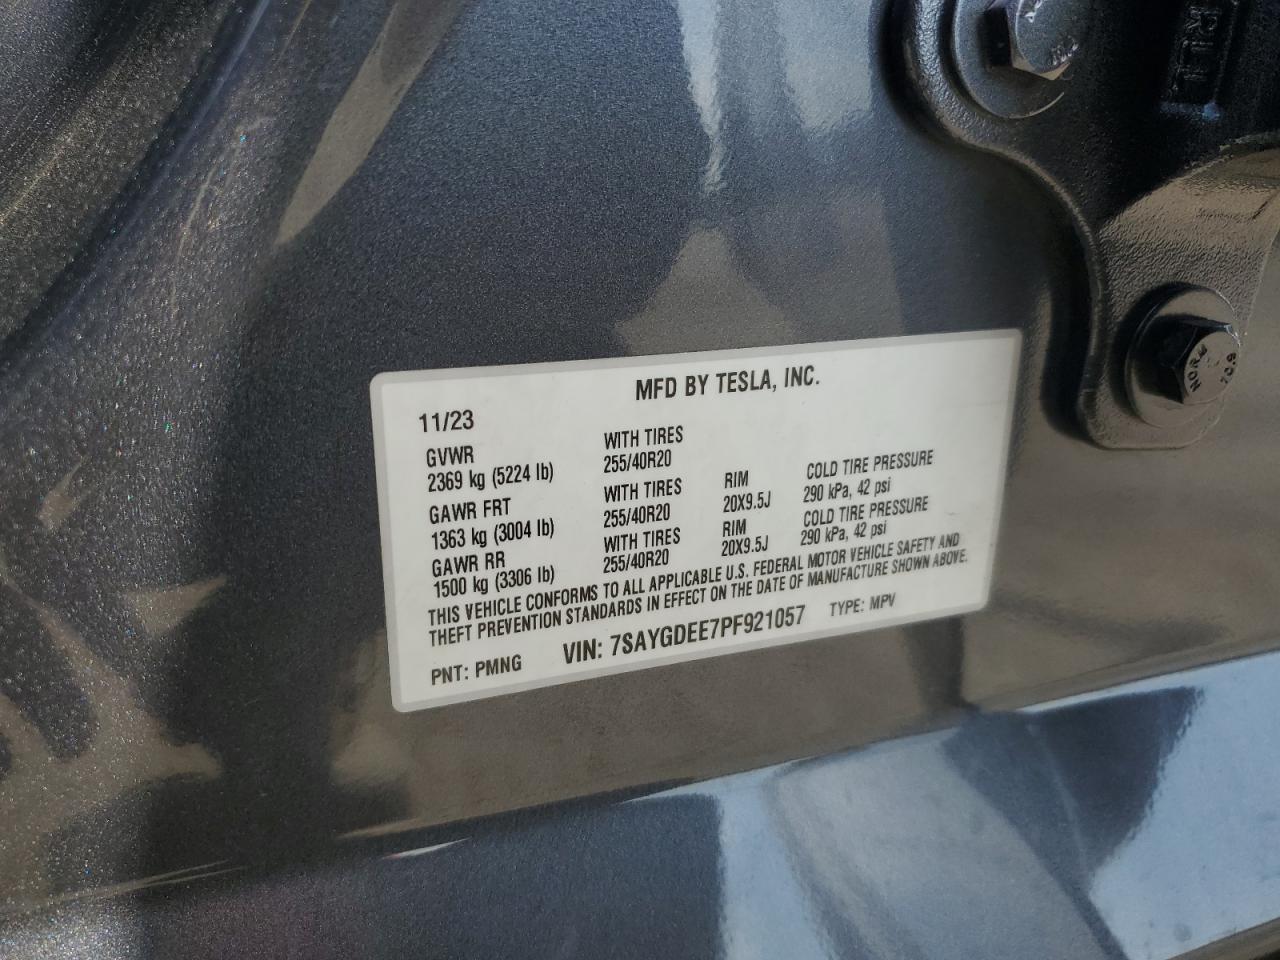 MFD BY TESLA, INC.
11/23
GVWR
2369 kg (5224 lb)
WITH TIRES
255/40R20
GAWR FRT
1363 kg (3004 lb)
WITH TIRES
255/40R20
RIM
20X9.5J
COLD TIRE PRESSURE
290 kPa, 42 psi
GAWR RR
1500 kg (3306 lb)
WITH TIRES
255/40R20
RIM
20X9.5J
COLD TIRE PRESSURE
290 kPa, 42 psi
THIS VEHICLE CONFORMS TO ALL APPLICABLE U.S. FEDERAL MOTOR VEHICLE SAFETY AND
THEFT PREVENTION STANDARDS IN EFFECT ON THE DATE OF MANUFACTURE SHOWN ABOVE.
PNT: PMNG VIN: 7SAYGDEE7PF921057 TYPE: MPV
NORM